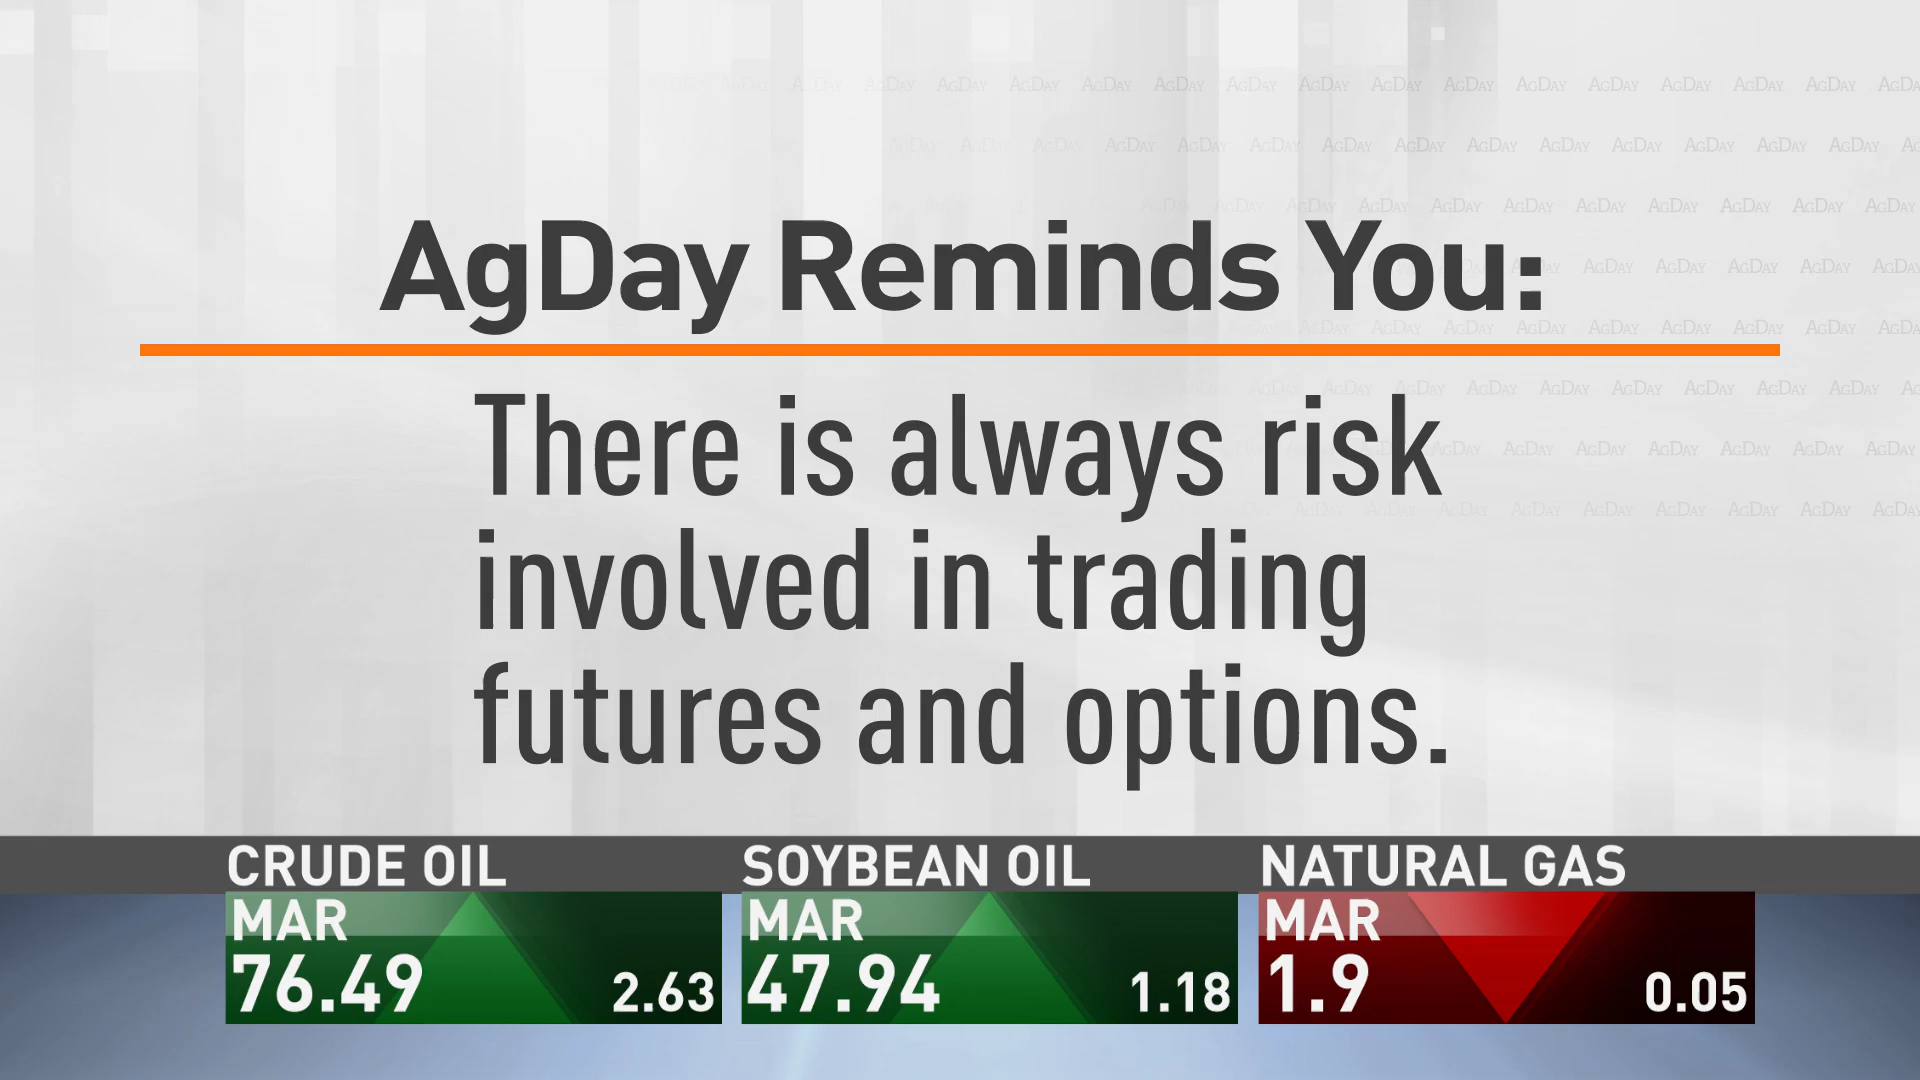 AgDay Reminds You:
There is always risk
involved in trading
futures and options.
CRUDE OIL SOYBEAN OIL NATURAL GAS
MAR MAR MAR
76.49 2.63 47.94 1.18 1.9 0.05